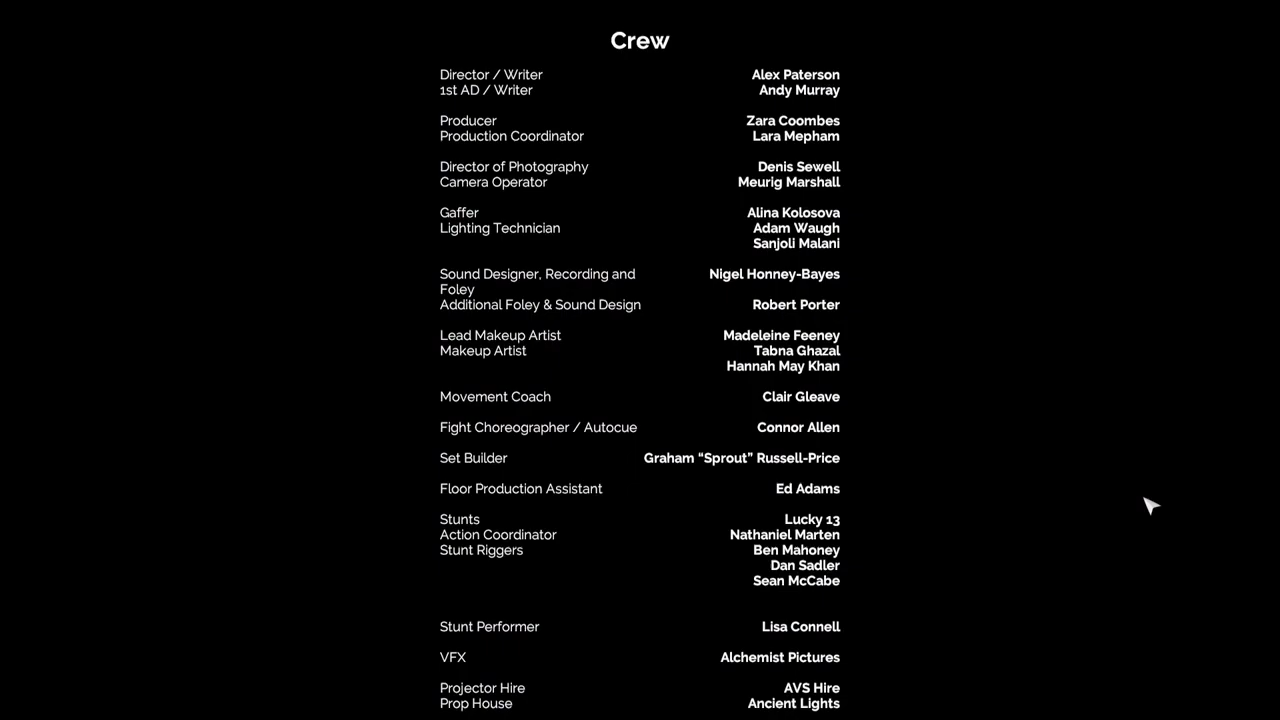 Crew
Director / Writer Alex Paterson
1st AD / Writer Andy Murray
Producer Zara Coombes
Production Coordinator Lara Mepham
Director of Photography Denis Sewell
Camera Operator Meurig Marshall
Gaffer Alina Kolosova
Lighting Technician Adam Waugh
Sanjoli Malani
Sound Designer, Recording and Nigel Honney-Bayes
Foley
Additional Foley & Sound Design Robert Porter
Lead Makeup Artist Madeleine Feeney
Makeup Artist Tabna Ghazal
Hannah May Khan
Movement Coach Clair Gleave
Fight Choreographer / Autocue Connor Allen
Set Builder Graham “Sprout” Russell-Price
Floor Production Assistant Ed Adams
Stunts Lucky 13
Action Coordinator Nathaniel Marten
Stunt Riggers Ben Mahoney
Dan Sadler
Sean McCabe
Stunt Performer Lisa Connell
VFX Alchemist Pictures
Projector Hire AVS Hire
Prop House Ancient Lights